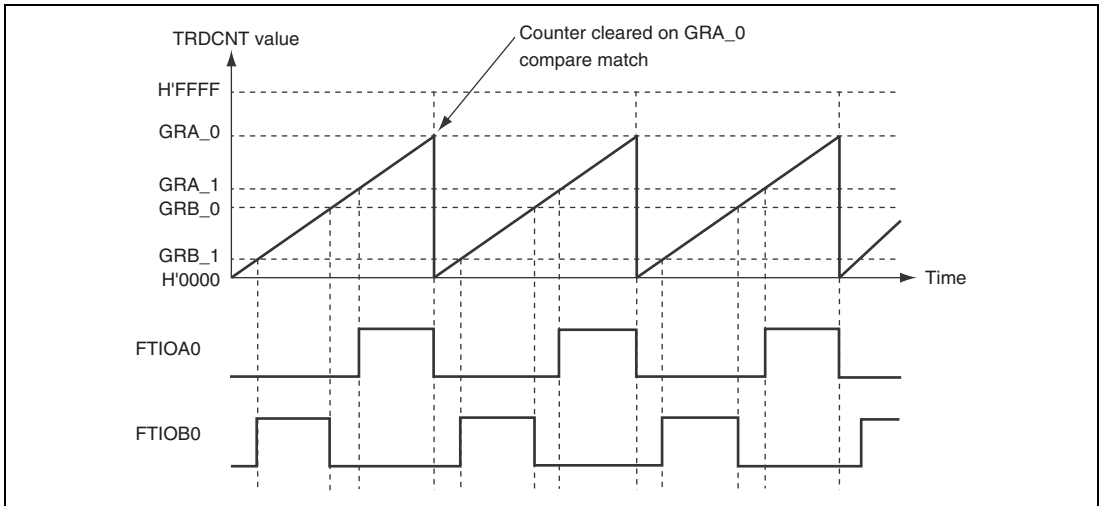 TRDCNT value
Counter cleared on GRA_0
compare match
H'FFFF
GRA_0
GRA_1
GRB_0
GRB_1
H'0000
Time
FTIOA0
FTIOB0